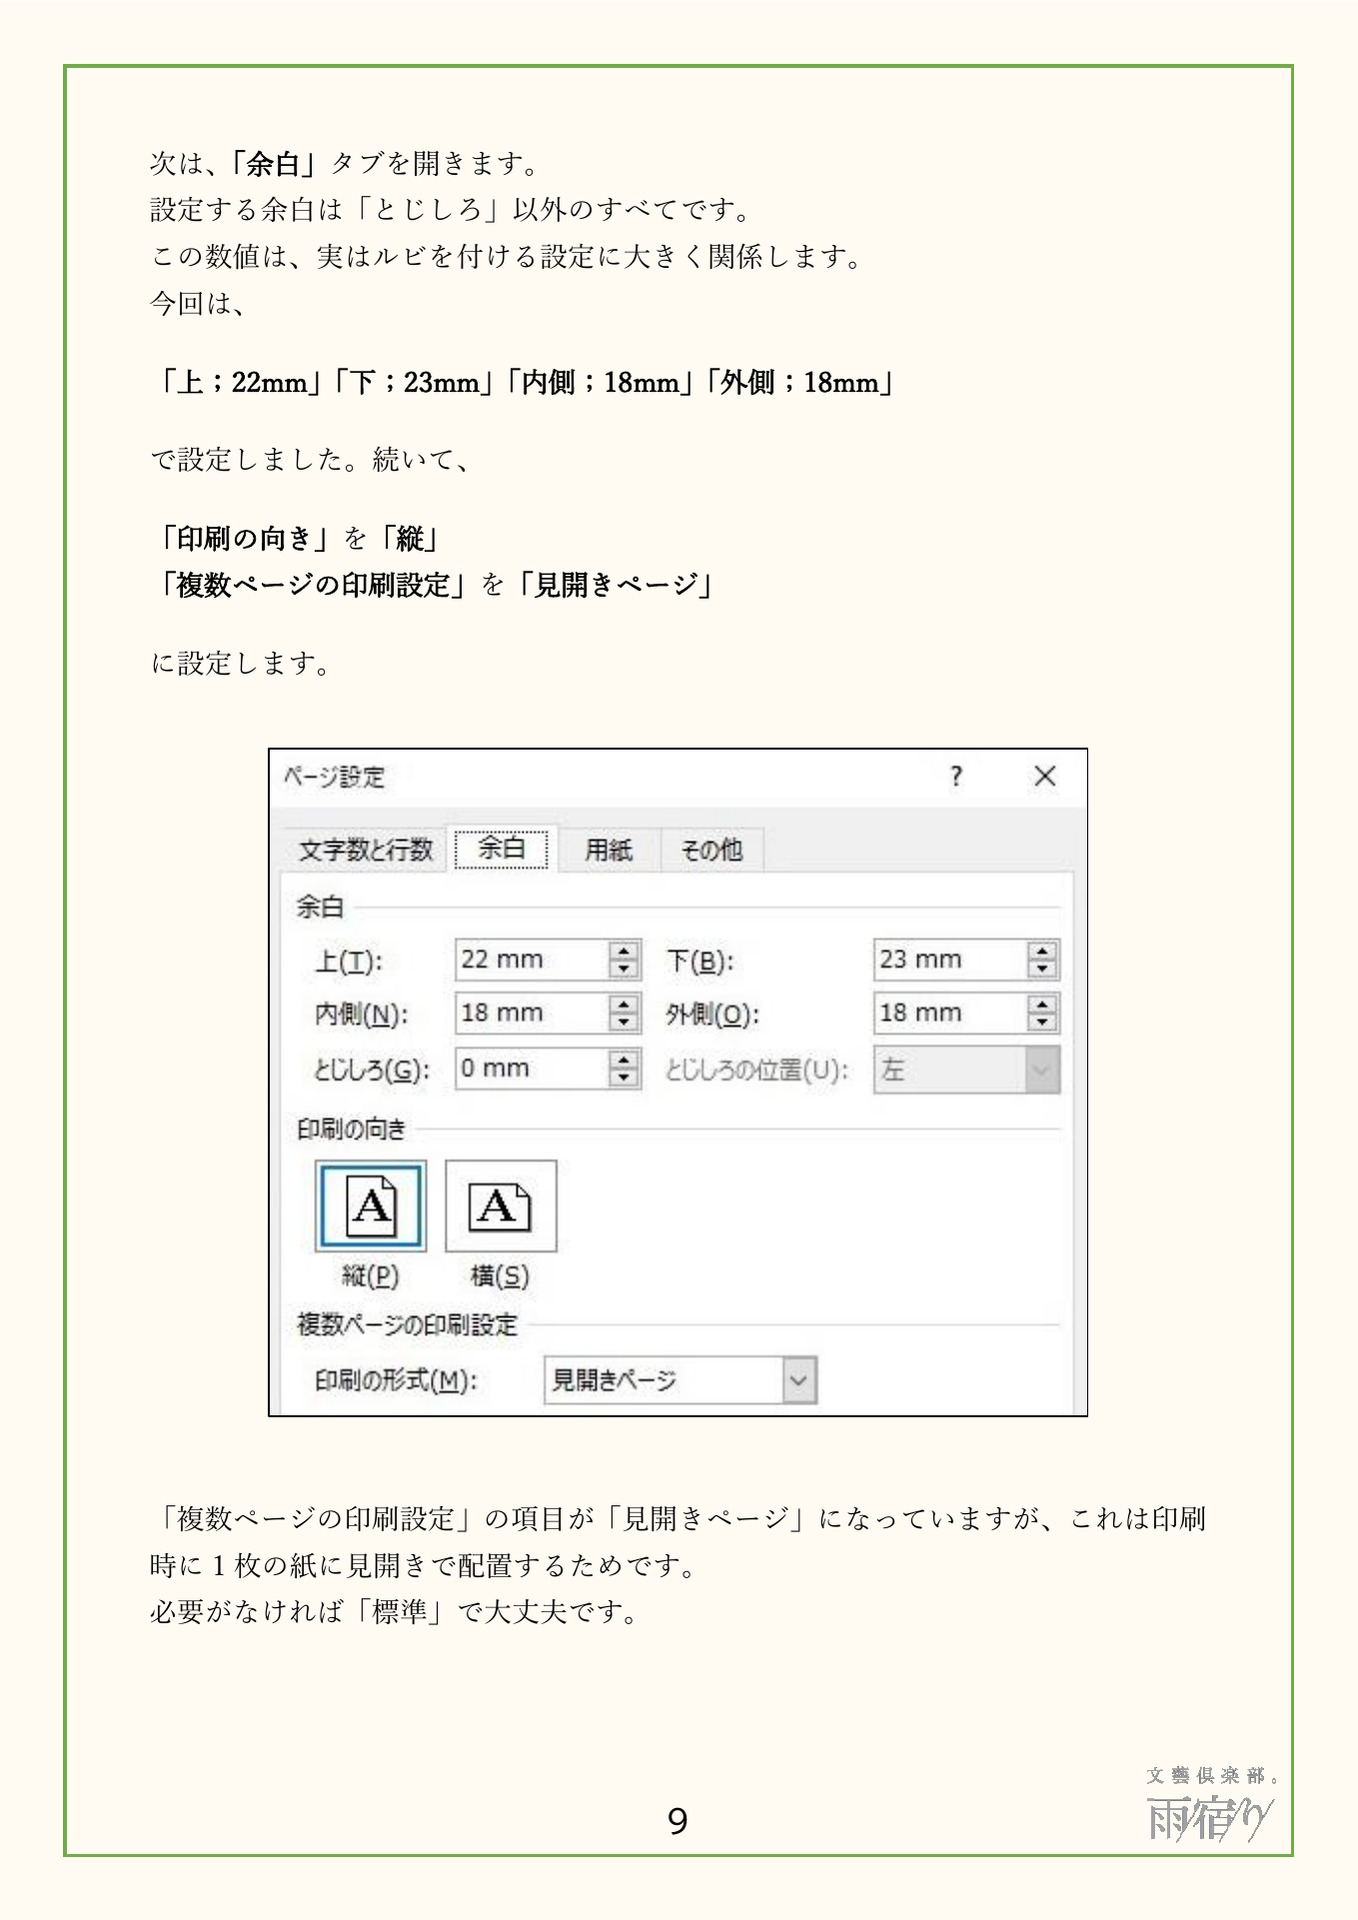 次は、「余白」タブを開きます。
設定する余白は「とじしろ」以外のすべてです。
この数値は、実はルビを付ける設定に大きく関係します。
今回は、
「上；22mm」「下；23mm」「内側；18mm」「外側；18mm」
で設定しました。続いて、
「印刷の向き」を「縦」
「複数ページの印刷設定」を「見開きページ」
に設定します。
ページ設定 ? ×
文字数と行数 余白 用紙 その他
余白
上(T): 22 mm 下(B): 23 mm
内側(N): 18 mm 外側(O): 18 mm
とじしろ(G): 0 mm とじしろの位置(U): 左
印刷の向き
A A
縦(P) 横(S)
複数ページの印刷設定
印刷の形式(M): 見開きページ
「複数ページの印刷設定」の項目が「見開きページ」になっていますが、これは印刷
時に 1 枚の紙に見開きで配置するためです。
必要がなければ「標準」で大丈夫です。
文藝倶楽部。
雨宿り
9